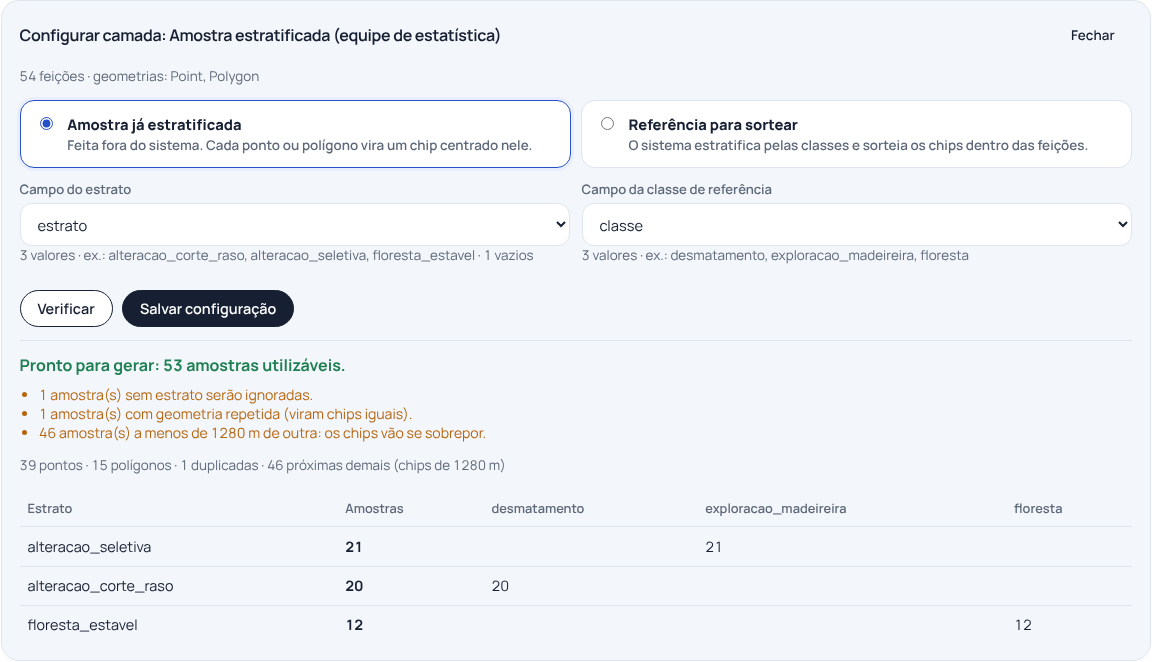 Configurar camada: Amostra estratificada (equipe de estatística)
Fechar
54 feições · geometrias: Point, Polygon
Amostra já estratificada
Feita fora do sistema. Cada ponto ou polígono vira um chip centrado nele.
Referência para sortear
O sistema estratifica pelas classes e sorteia os chips dentro das feições.
Campo do estrato
estrato
3 valores · ex.: alteracao_corte_raso, alteracao_seletiva, floresta_estavel · 1 vazios
Campo da classe de referência
classe
3 valores · ex.: desmatamento, exploracao_madeireira, floresta
Verificar
Salvar configuração
Pronto para gerar: 53 amostras utilizáveis.
• 1 amostra(s) sem estrato serão ignoradas.
• 1 amostra(s) com geometria repetida (viram chips iguais).
• 46 amostra(s) a menos de 1280 m de outra: os chips vão se sobrepor.
39 pontos · 15 polígonos · 1 duplicadas · 46 próximas demais (chips de 1280 m)
Estrato Amostras desmatamento exploracao_madeireira floresta
alteracao_seletiva 21 21
alteracao_corte_raso 20 20
floresta_estavel 12 12